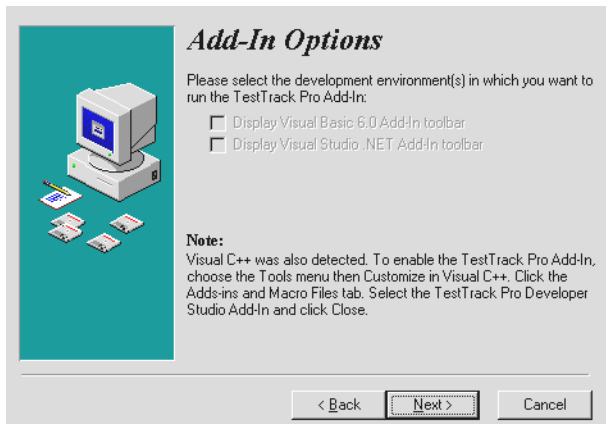 Add-In Options
Please select the development environment(s) in which you want to
run the TestTrack Pro Add-In:
Display Visual Basic 6.0 Add-In toolbar
Display Visual Studio .NET Add-In toolbar
Note:
Visual C++ was also detected. To enable the TestTrack Pro Add-In,
choose the Tools menu then Customize in Visual C++. Click the
Adds-ins and Macro Files tab. Select the TestTrack Pro Developer
Studio Add-In and click Close.
< Back
Next >
Cancel